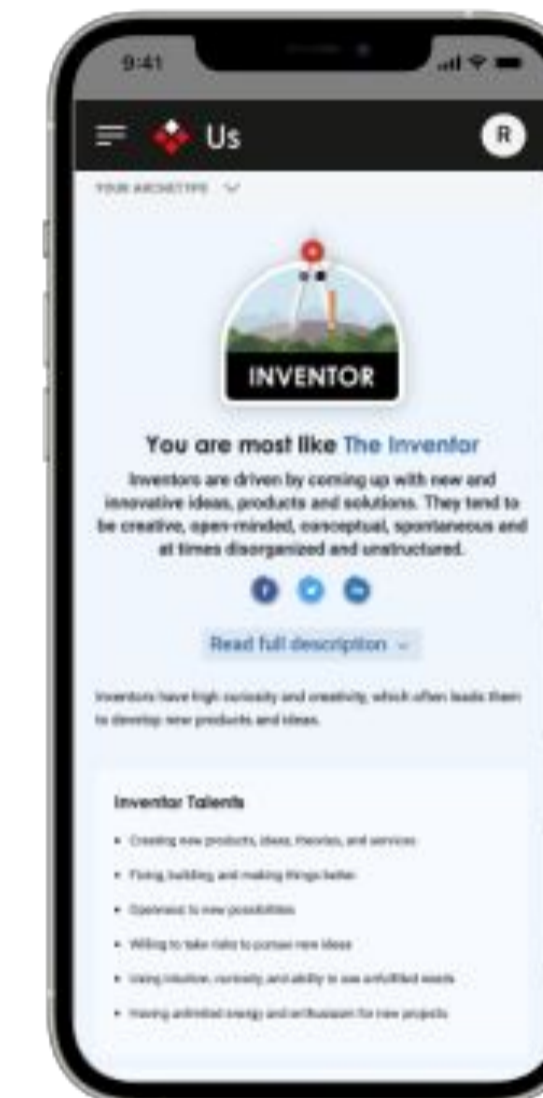 9:41
Us
R
YOUR ARCHETYPE
INVENTOR
You are most like The Inventor
Inventors are driven by coming up with new and
innovative ideas, products and solutions. They tend to
be creative, open-minded, conceptual, spontaneous and
at times disorganized and unstructured.
f
in
Read full description
Inventors have high curiosity and creativity, which often leads them
to develop new products and ideas.
Inventor Talents
• Creating new products, ideas, theories, and services
• Fixing, building, and making things better
• Openness to new possibilities
• Willing to take risks to pursue new ideas
• Using intuition, curiosity, and ability to see unfulfilled needs
• Having unlimited energy and enthusiasm for new projects